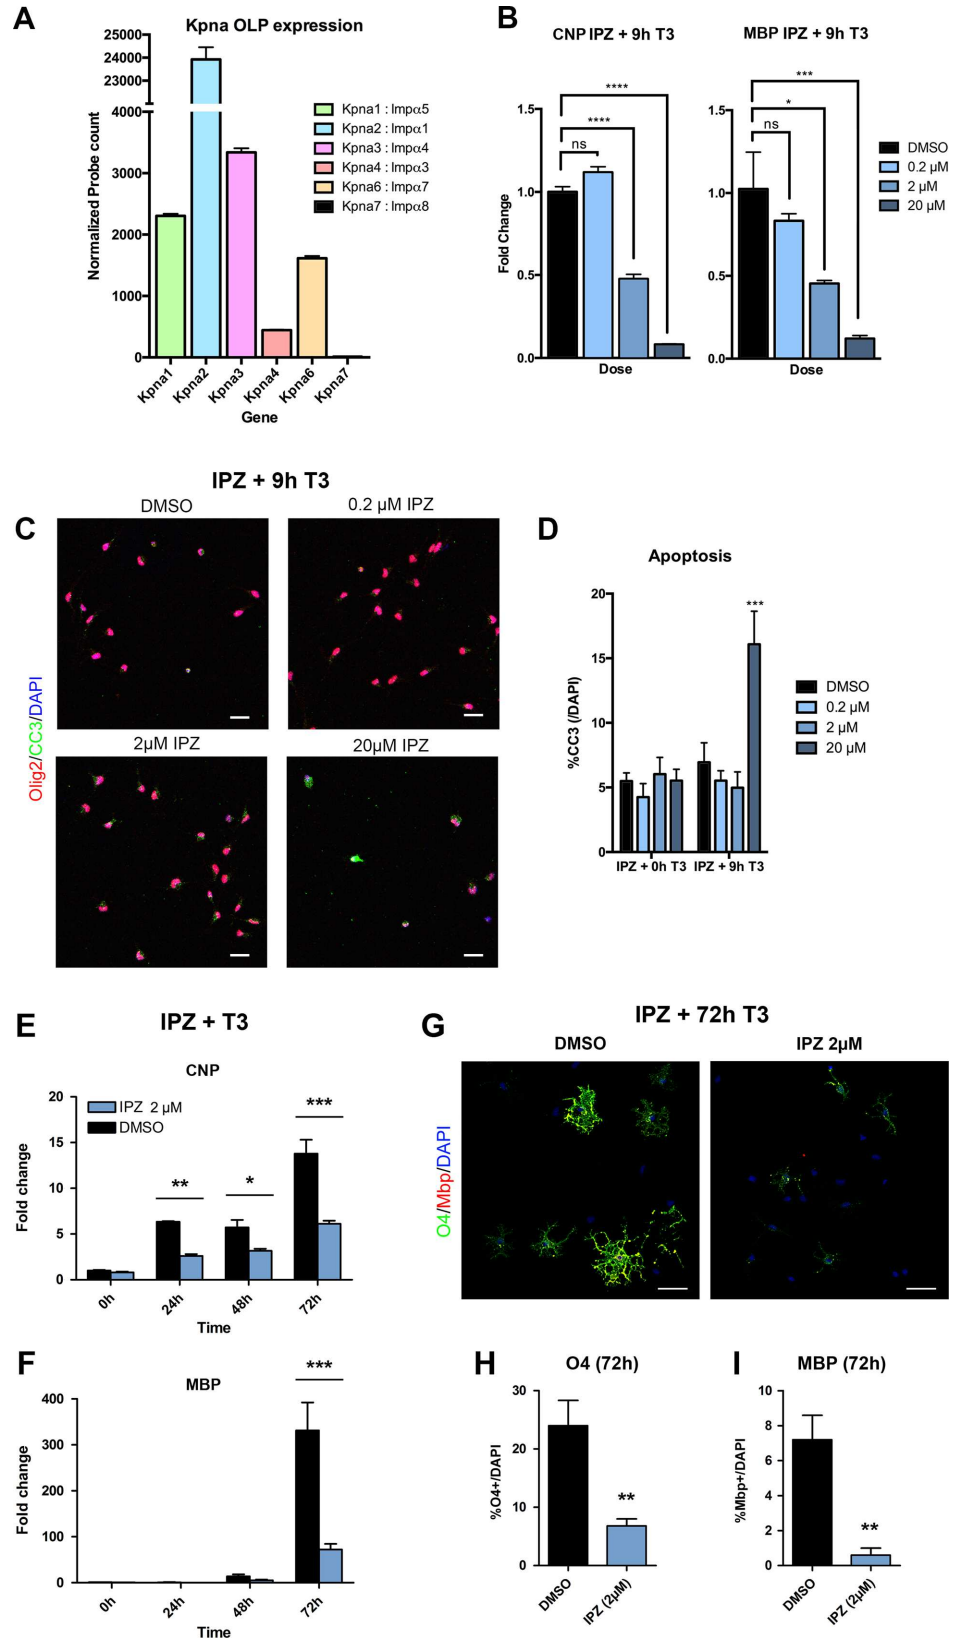 A
Kpna OLP expression
25000
24000
23000
4000
3000
2000
1000
0
Normalized Probe count
Kpna1
Kpna2
Kpna3
Kpna4
Kpna6
Kpna7
Gene
Kpna1 : Impα5
Kpna2 : Impα1
Kpna3 : Impα4
Kpna4 : Impα3
Kpna6 : Impα7
Kpna7 : Impα8
B
CNP IPZ + 9h T3
1.5
1.0
0.5
0.0
Fold Change
Dose
ns
****
****
MBP IPZ + 9h T3
1.5
1.0
0.5
0.0
Dose
ns
*
***
DMSO
0.2 µM
2 µM
20 µM
IPZ + 9h T3
C
DMSO
0.2 µM IPZ
2µM IPZ
20µM IPZ
Olig2/CC3/DAPI
D
Apoptosis
20
15
10
5
0
%CC3 (/DAPI)
***
IPZ + 0h T3
IPZ + 9h T3
DMSO
0.2 µM
2 µM
20 µM
E
IPZ + T3
CNP
20
15
10
5
0
Fold change
IPZ 2 µM
DMSO
**
*
***
0h
24h
48h
72h
Time
F
MBP
400
300
200
100
0
Fold change
***
0h
24h
48h
72h
Time
G
IPZ + 72h T3
DMSO
IPZ 2µM
O4/Mbp/DAPI
H
O4 (72h)
30
20
10
0
%O4+/DAPI
**
DMSO
IPZ (2µM)
I
MBP (72h)
10
8
6
4
2
0
%Mbp+/DAPI
**
DMSO
IPZ (2µM)